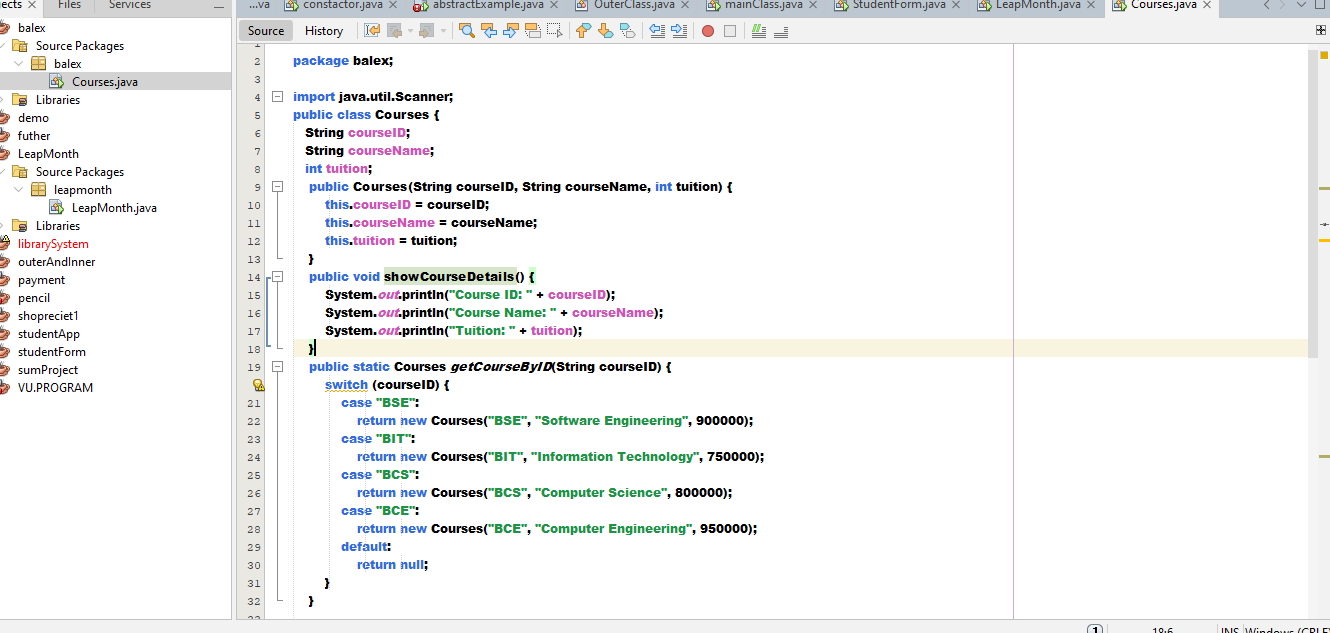 ects Files Services
...va constactor.java abstractExample.java OuterClass.java mainClass.java StudentForm.java LeapMonth.java Courses.java
Source History
balex
Source Packages
balex
Courses.java
Libraries
demo
futher
LeapMonth
Source Packages
leapmonth
LeapMonth.java
Libraries
librarySystem
outerAndInner
payment
pencil
shopreciet1
studentApp
studentForm
sumProject
VU.PROGRAM
2 package balex;
3
4 import java.util.Scanner;
5 public class Courses {
6 String courseID;
7 String courseName;
8 int tuition;
9 public Courses(String courseID, String courseName, int tuition) {
10 this.courseID = courseID;
11 this.courseName = courseName;
12 this.tuition = tuition;
13 }
14 public void showCourseDetails() {
15 System.out.println("Course ID: " + courseID);
16 System.out.println("Course Name: " + courseName);
17 System.out.println("Tuition: " + tuition);
18 }
19 public static Courses getCourseByID(String courseID) {
switch (courseID) {
21 case "BSE":
22 return new Courses("BSE", "Software Engineering", 900000);
23 case "BIT":
24 return new Courses("BIT", "Information Technology", 750000);
25 case "BCS":
26 return new Courses("BCS", "Computer Science", 800000);
27 case "BCE":
28 return new Courses("BCE", "Computer Engineering", 950000);
29 default:
30 return null;
31 }
32 }
1 18:6 INS Windows (CRLF